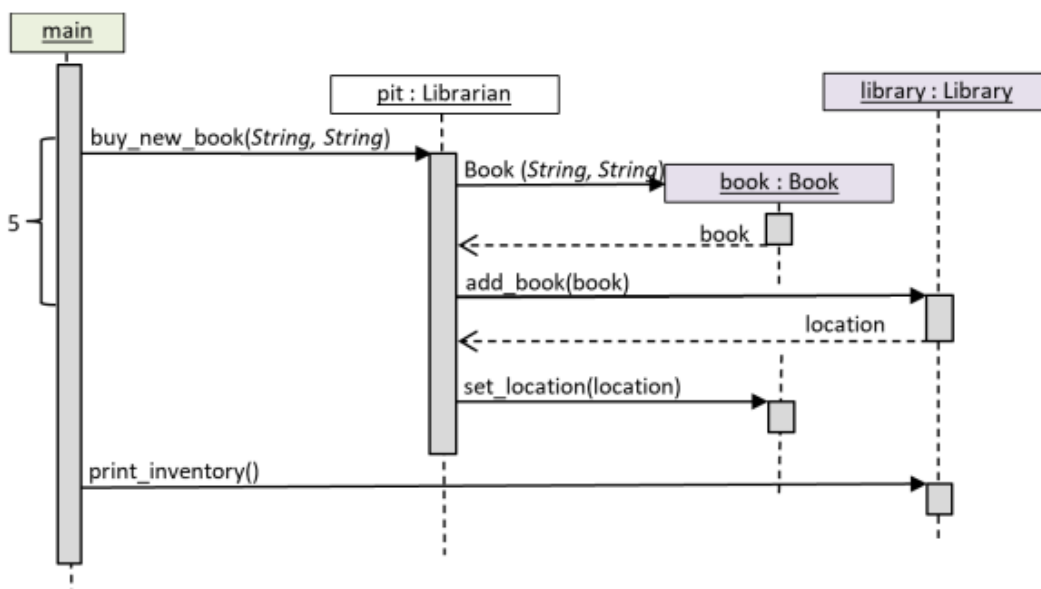 main
pit : Librarian
library : Library
buy_new_book(String, String)
Book (String, String)
book : Book
5
book
add_book(book)
location
set_location(location)
print_inventory()